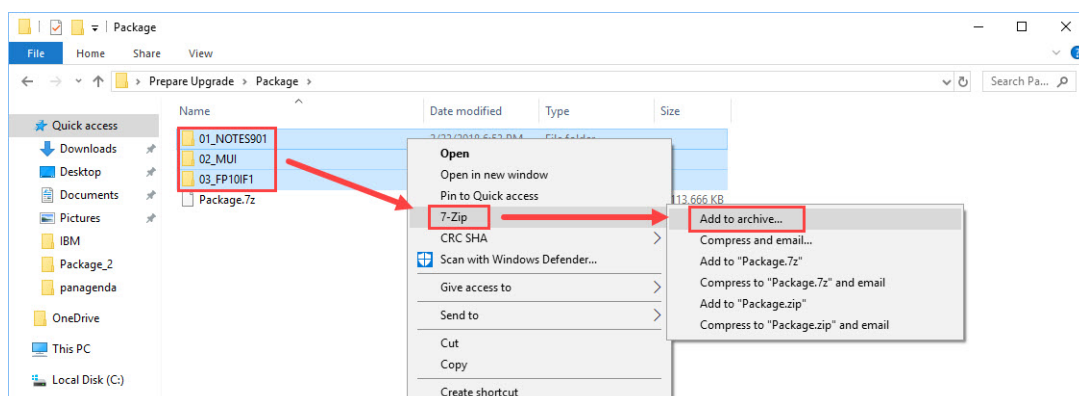 Package
File Home Share View
Prepare Upgrade > Package >
Search Pa...
Name Date modified Type Size
Quick access
Downloads
Desktop
Documents
Pictures
IBM
Package_2
panagenda
OneDrive
This PC
Local Disk (C:)
01_NOTES901
02_MUI
03_FP10IF1
Package.7z
113,666 KB
Open
Open in new window
Pin to Quick access
7-Zip
CRC SHA
Scan with Windows Defender...
Give access to
Send to
Cut
Copy
Create shortcut
Add to archive...
Compress and email...
Add to "Package.7z"
Compress to "Package.7z" and email
Add to "Package.zip"
Compress to "Package.zip" and email